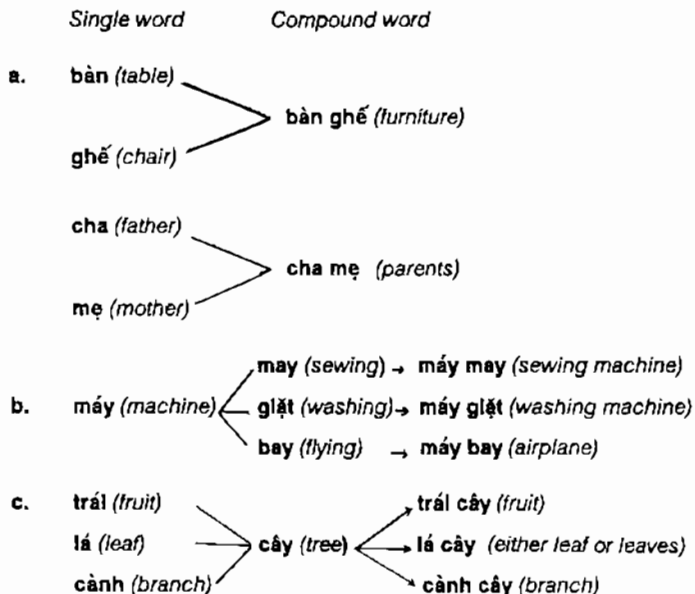 Single word Compound word
a. bàn (table)
bàn ghế (furniture)
ghế (chair)
cha (father)
cha mẹ (parents)
mẹ (mother)
may (sewing) → máy may (sewing machine)
b. máy (machine) giặt (washing) → máy giặt (washing machine)
bay (flying) → máy bay (airplane)
c. trái (fruit) trái cây (fruit)
lá (leaf) cây (tree) lá cây (either leaf or leaves)
cành (branch) cành cây (branch)